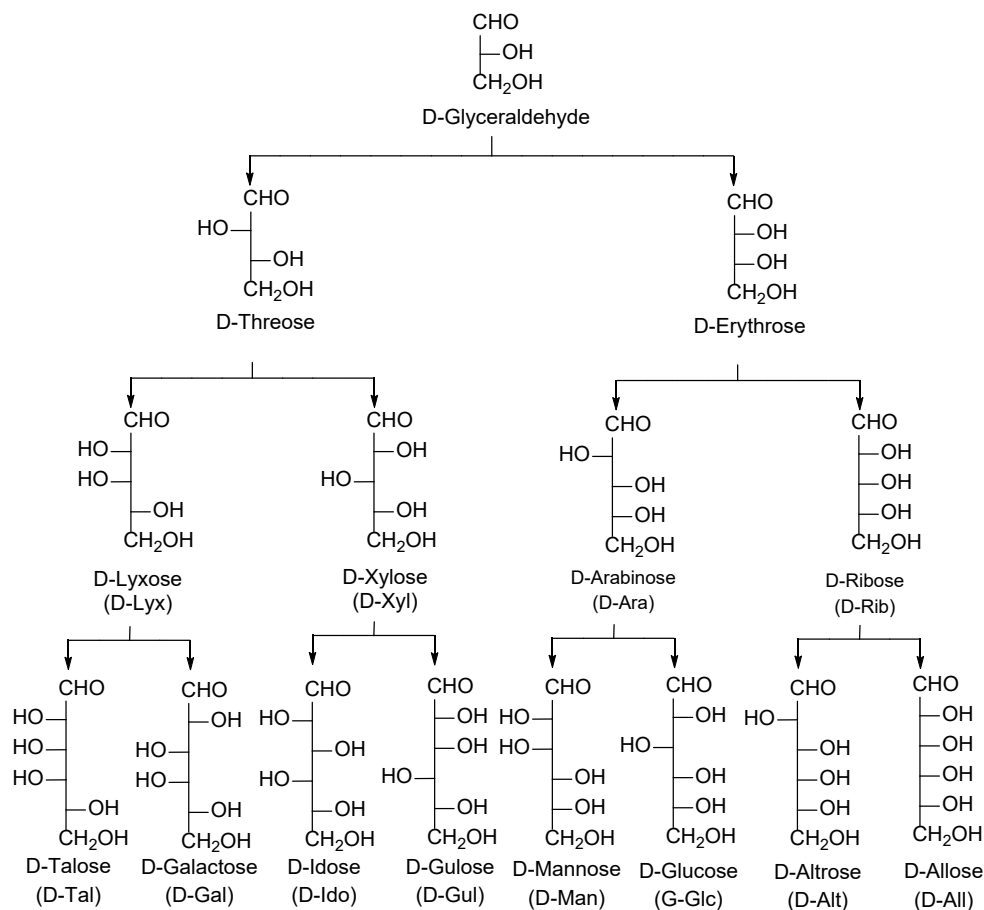 CHO
OH
CH2OH
D-Glyceraldehyde
CHO
HO
OH
CH2OH
D-Threose
CHO
OH
OH
CH2OH
D-Erythrose
CHO
HO
HO
OH
CH2OH
D-Lyxose
(D-Lyx)
CHO
OH
HO
OH
CH2OH
D-Xylose
(D-Xyl)
CHO
HO
OH
OH
CH2OH
D-Arabinose
(D-Ara)
CHO
OH
OH
OH
CH2OH
D-Ribose
(D-Rib)
CHO
HO
HO
HO
OH
CH2OH
D-Talose
(D-Tal)
CHO
OH
HO
HO
OH
CH2OH
D-Galactose
(D-Gal)
CHO
HO
OH
HO
OH
CH2OH
D-Idose
(D-Ido)
CHO
OH
OH
HO
OH
CH2OH
D-Gulose
(D-Gul)
CHO
HO
HO
OH
OH
CH2OH
D-Mannose
(D-Man)
CHO
OH
HO
OH
OH
CH2OH
D-Glucose
(G-Glc)
CHO
HO
OH
OH
OH
CH2OH
D-Altrose
(D-Alt)
CHO
OH
OH
OH
OH
CH2OH
D-Allose
(D-All)